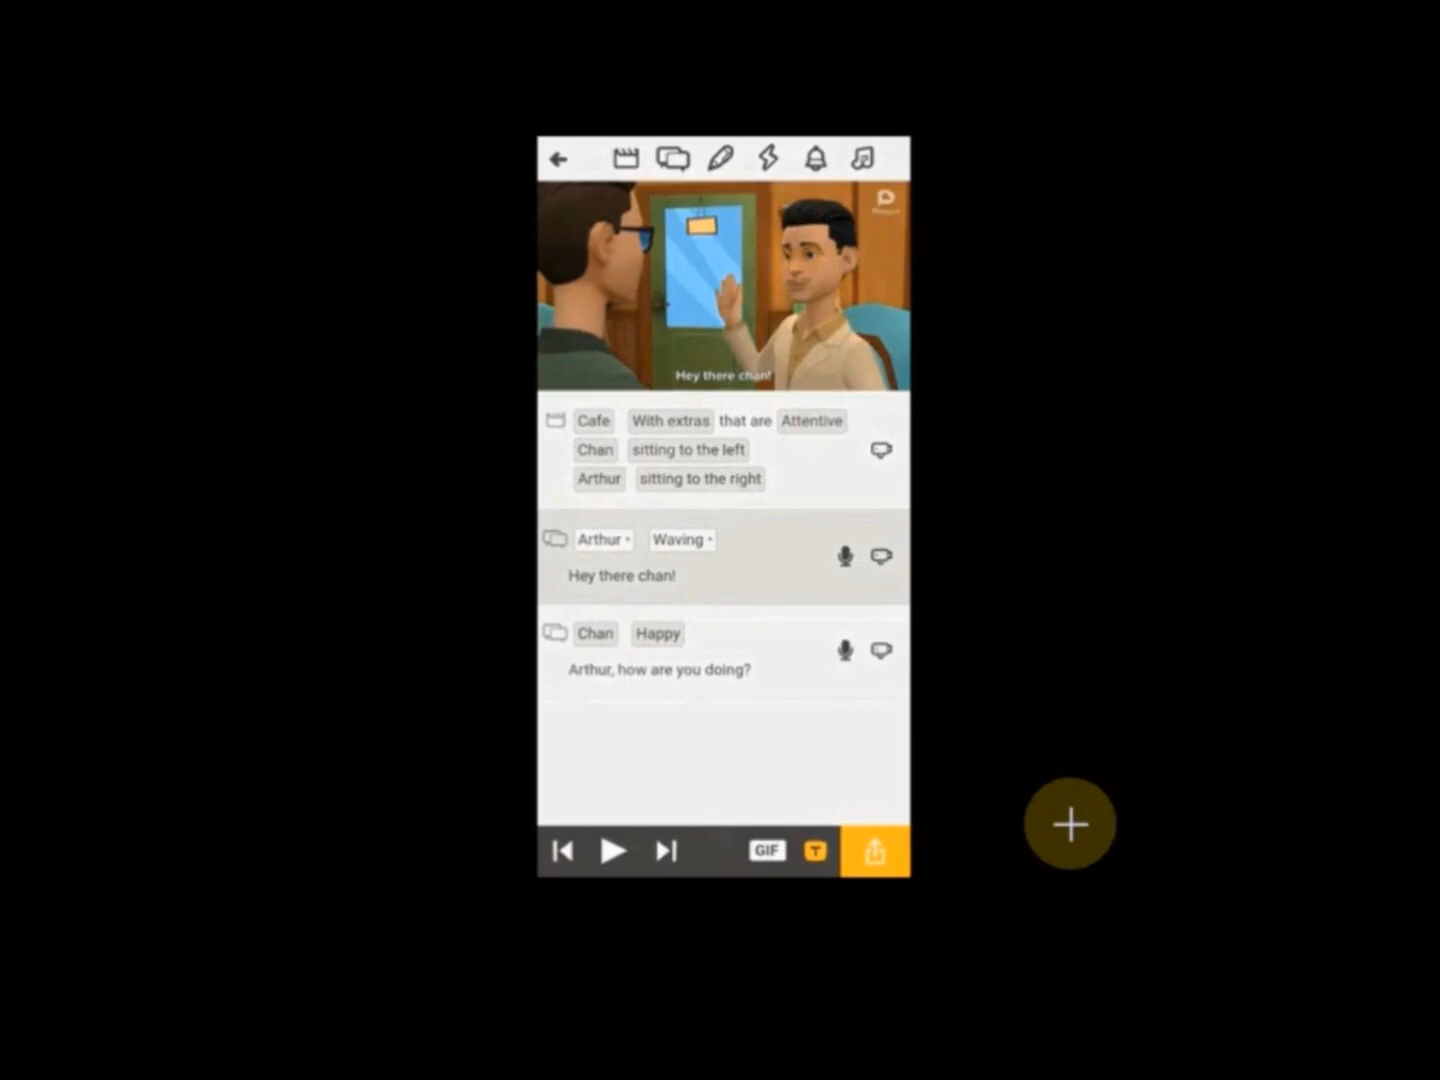 Hey there chan!
Cafe With extras that are Attentive
Chan sitting to the left
Arthur sitting to the right
Arthur Waving
Hey there chan!
Chan Happy
Arthur, how are you doing?
GIF T